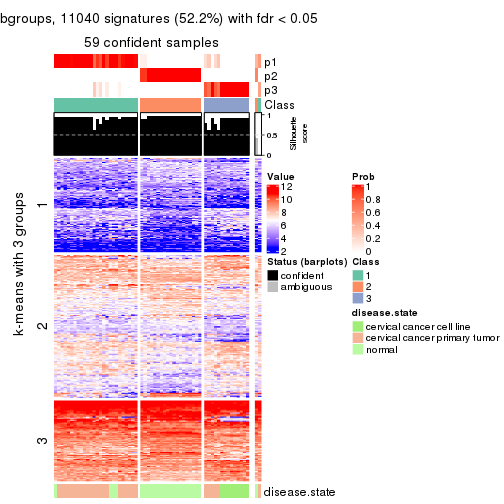 bgroups, 11040 signatures (52.2%) with fdr < 0.05
59 confident samples
p1
p2
p3
Class
1
0.5
0
Silhouette
score
k-means with 3 groups
1
2
3
Value
12
10
8
6
4
2
Prob
1
0.8
0.6
0.4
0.2
0
Status (barplots)
confident
ambiguous
Class
1
2
3
disease.state
cervical cancer cell line
cervical cancer primary tumor
normal
disease.state